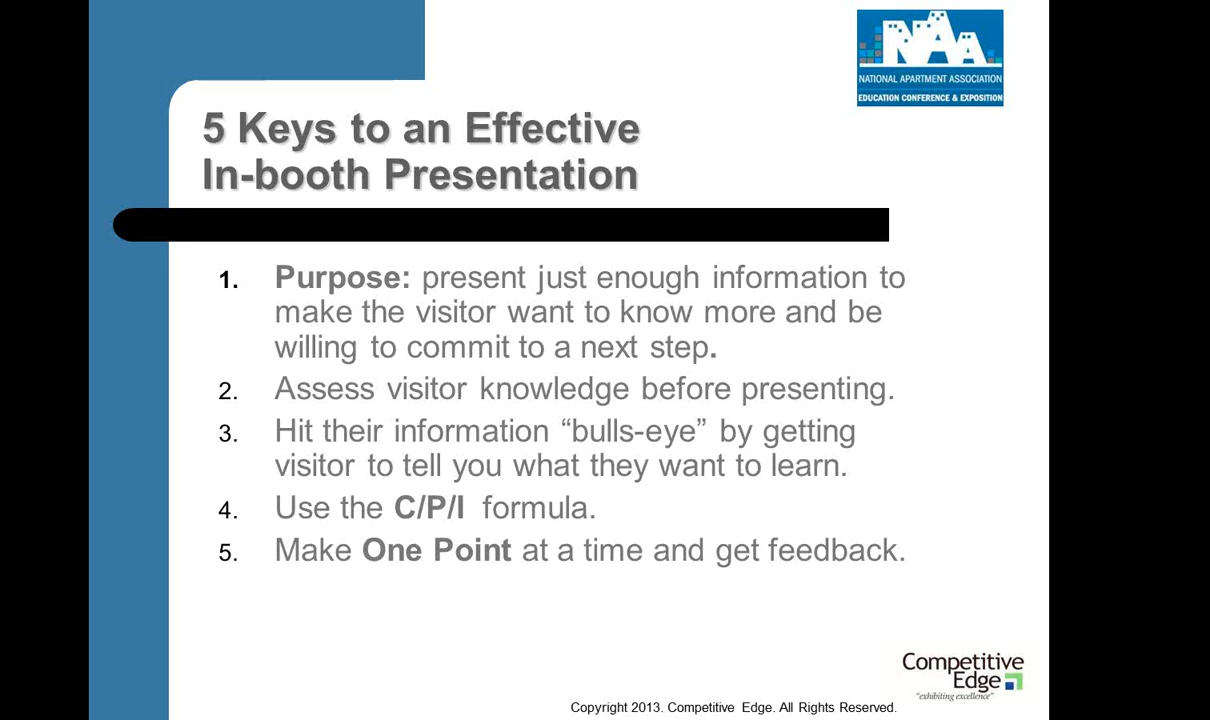 NAA
NATIONAL APARTMENT ASSOCIATION
EDUCATION CONFERENCE & EXPOSITION
5 Keys to an Effective
In-booth Presentation
1. Purpose: present just enough information to
make the visitor want to know more and be
willing to commit to a next step.
2. Assess visitor knowledge before presenting.
3. Hit their information “bulls-eye” by getting
visitor to tell you what they want to learn.
4. Use the C/P/I formula.
5. Make One Point at a time and get feedback.
Competitive
Edge
“exhibiting excellence”
Copyright 2013. Competitive Edge. All Rights Reserved.